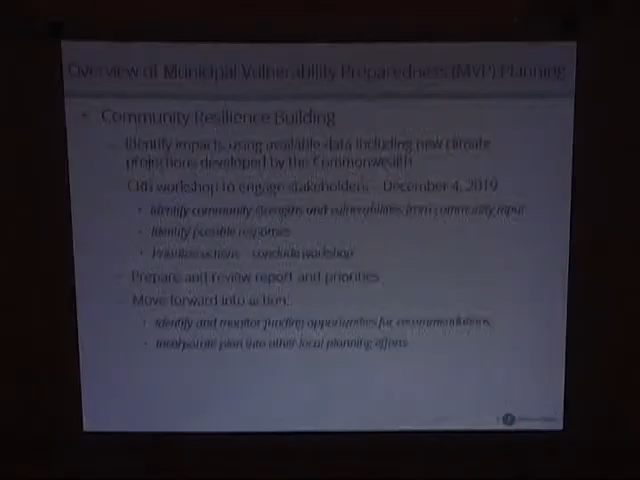 Overview of Municipal Vulnerability Preparedness (MVP) Planning
Community Resilience Building
Identify impacts using available data including new climate
projections developed by the Commonwealth
CRB workshop to engage stakeholders - December 4, 2019
Identify community strengths and vulnerabilities from community input
Identify possible responses
Prioritize actions - conclude workshop
Prepare and review report and priorities
Move forward into action:
Identify and monitor funding opportunities for recommendations
Incorporate plan into other local planning efforts